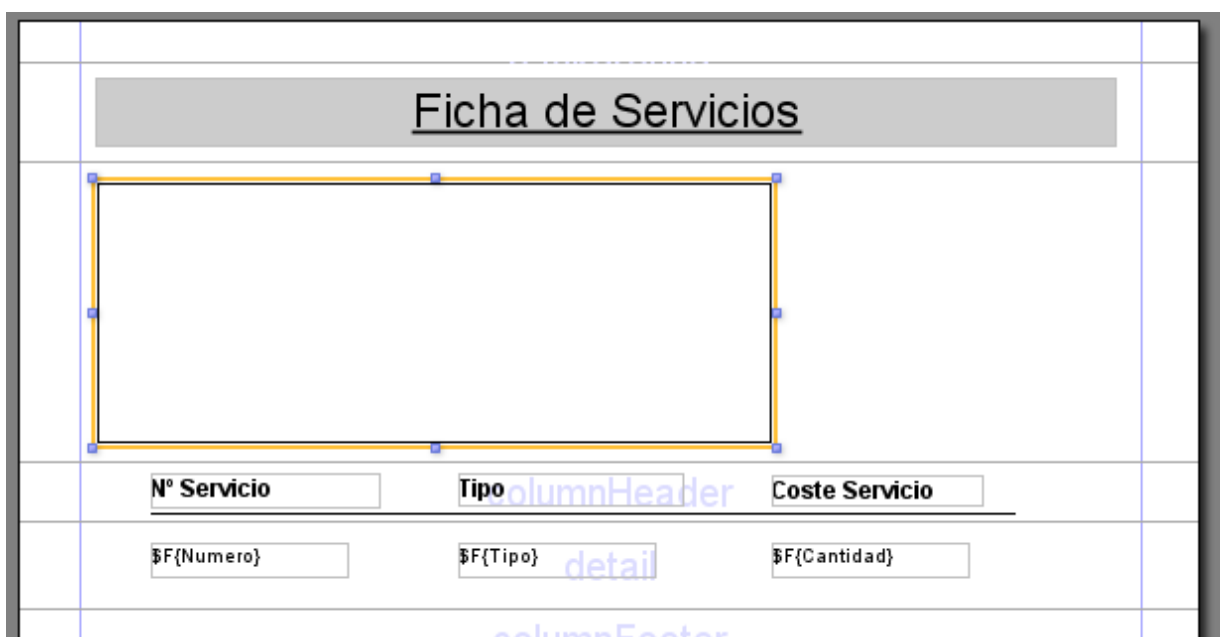 Ficha de Servicios
Nº Servicio Tipo columnHeader Coste Servicio
$F{Numero} $F{Tipo} detail $F{Cantidad}
columnFooter